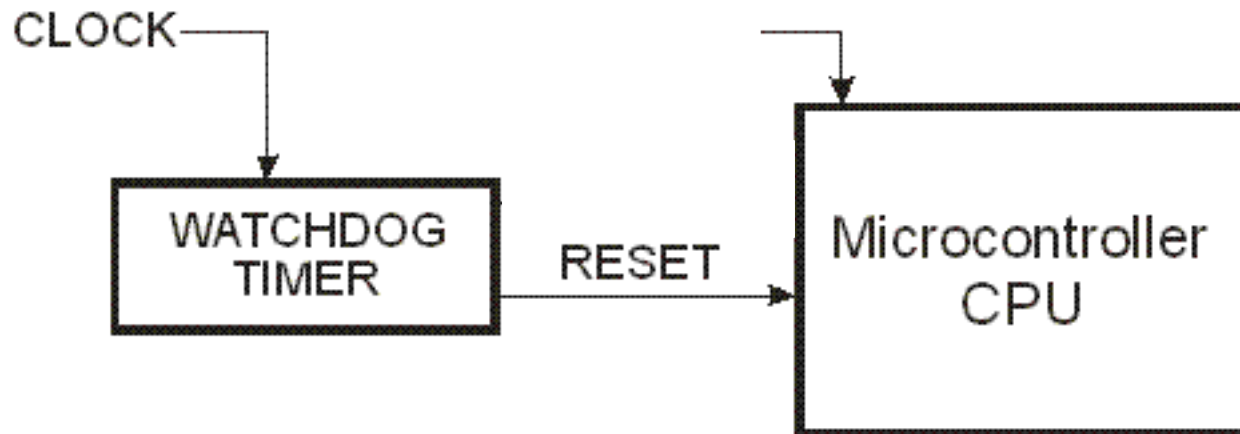 CLOCK
WATCHDOG
TIMER
RESET
Microcontroller
CPU